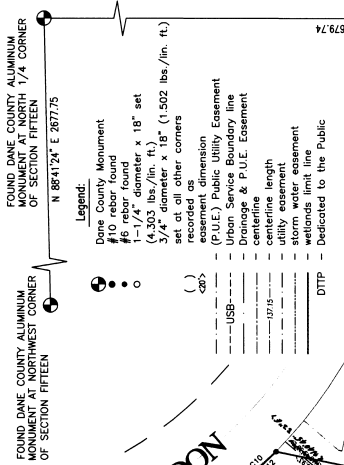 FOUND DANE COUNTY ALUMINUM
MONUMENT AT NORTHWEST CORNER
OF SECTION FIFTEEN
FOUND DANE COUNTY ALUMINUM
MONUMENT AT NORTH 1/4 CORNER
OF SECTION FIFTEEN
N 88°41'24" E 2677.75
Legend:
Dane County Monument
#10 rebar found
#6 rebar found
1-1/4" diameter x 18" set
(4.303 lbs/lin. ft.)
3/4" diameter x 18" (1.502 lbs./lin. ft.)
set at all other corners
( ) recorded as
<20'> easement dimension
(P.U.E.) Public Utility Easement
USB Urban Service Boundary line
Drainage & P.U.E. Easement
centerline
137.15 centerline length
utility easement
storm water easement
wetlands limit line
DTTP Dedicated to the Public
679.74